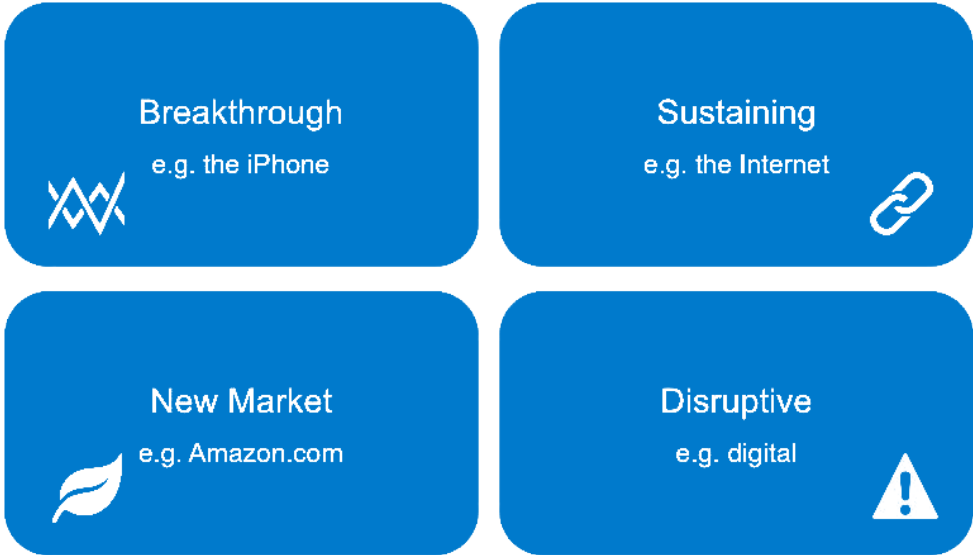 Breakthrough
e.g. the iPhone
Sustaining
e.g. the Internet
New Market
e.g. Amazon.com
Disruptive
e.g. digital